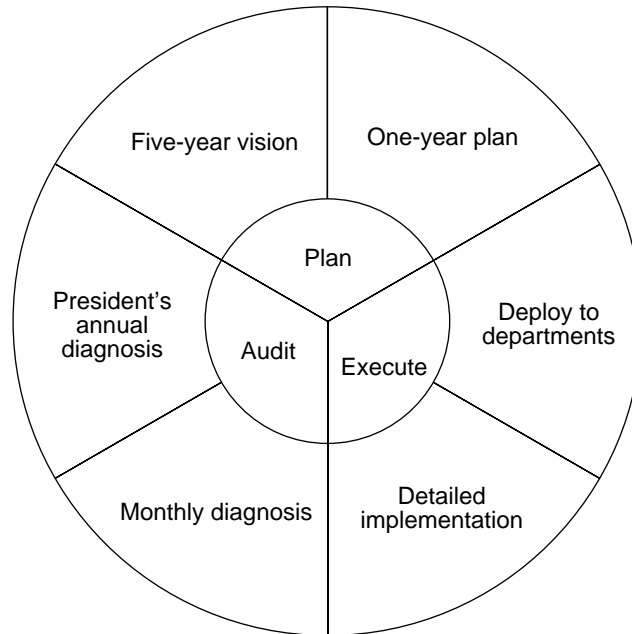 Five-year vision
One-year plan
Plan
President’s
annual
diagnosis
Audit
Execute
Deploy to
departments
Monthly diagnosis
Detailed
implementation